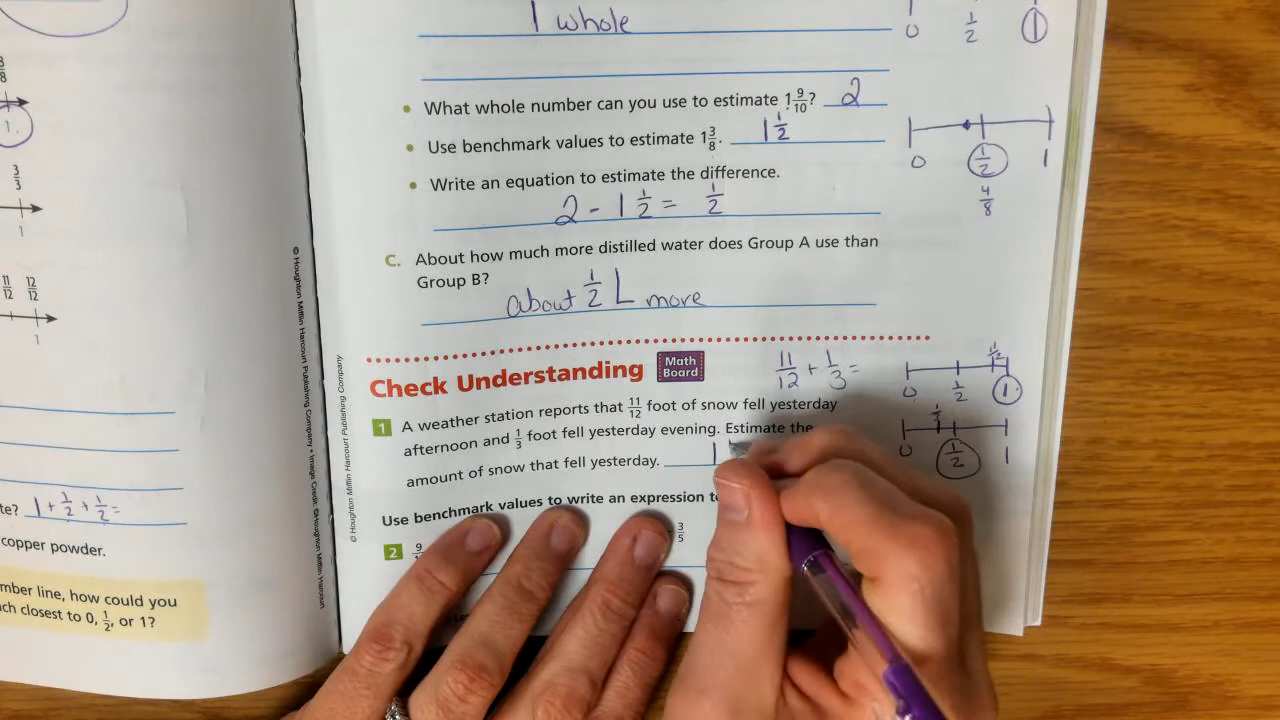 3/8
1.
3/3
1
11/12 12/12
1
te? 1 + 1/2 + 1/2 =
copper powder.
mber line, how could you
ch closest to 0, 1/2, or 1?
© Houghton Mifflin Harcourt Publishing Company • Image Credit: ©Houghton Mifflin Harcourt
© Houghton Mifflin Harcourt Publishing Company
1 whole
0 1/2 1
• What whole number can you use to estimate 1 9/10? 2
• Use benchmark values to estimate 1 3/8. 1 1/2
0 1/2 1
4/8
• Write an equation to estimate the difference.
2 - 1 1/2 = 1/2
C. About how much more distilled water does Group A use than
Group B?
about 1/2 L more
Check Understanding
Math
Board
11/12 + 1/3 =
0 1/2 1
1/3
0 1/2 1
1 A weather station reports that 11/12 foot of snow fell yesterday
afternoon and 1/3 foot fell yesterday evening. Estimate the
amount of snow that fell yesterday. 1
Use benchmark values to write an expression
2 9
3/5